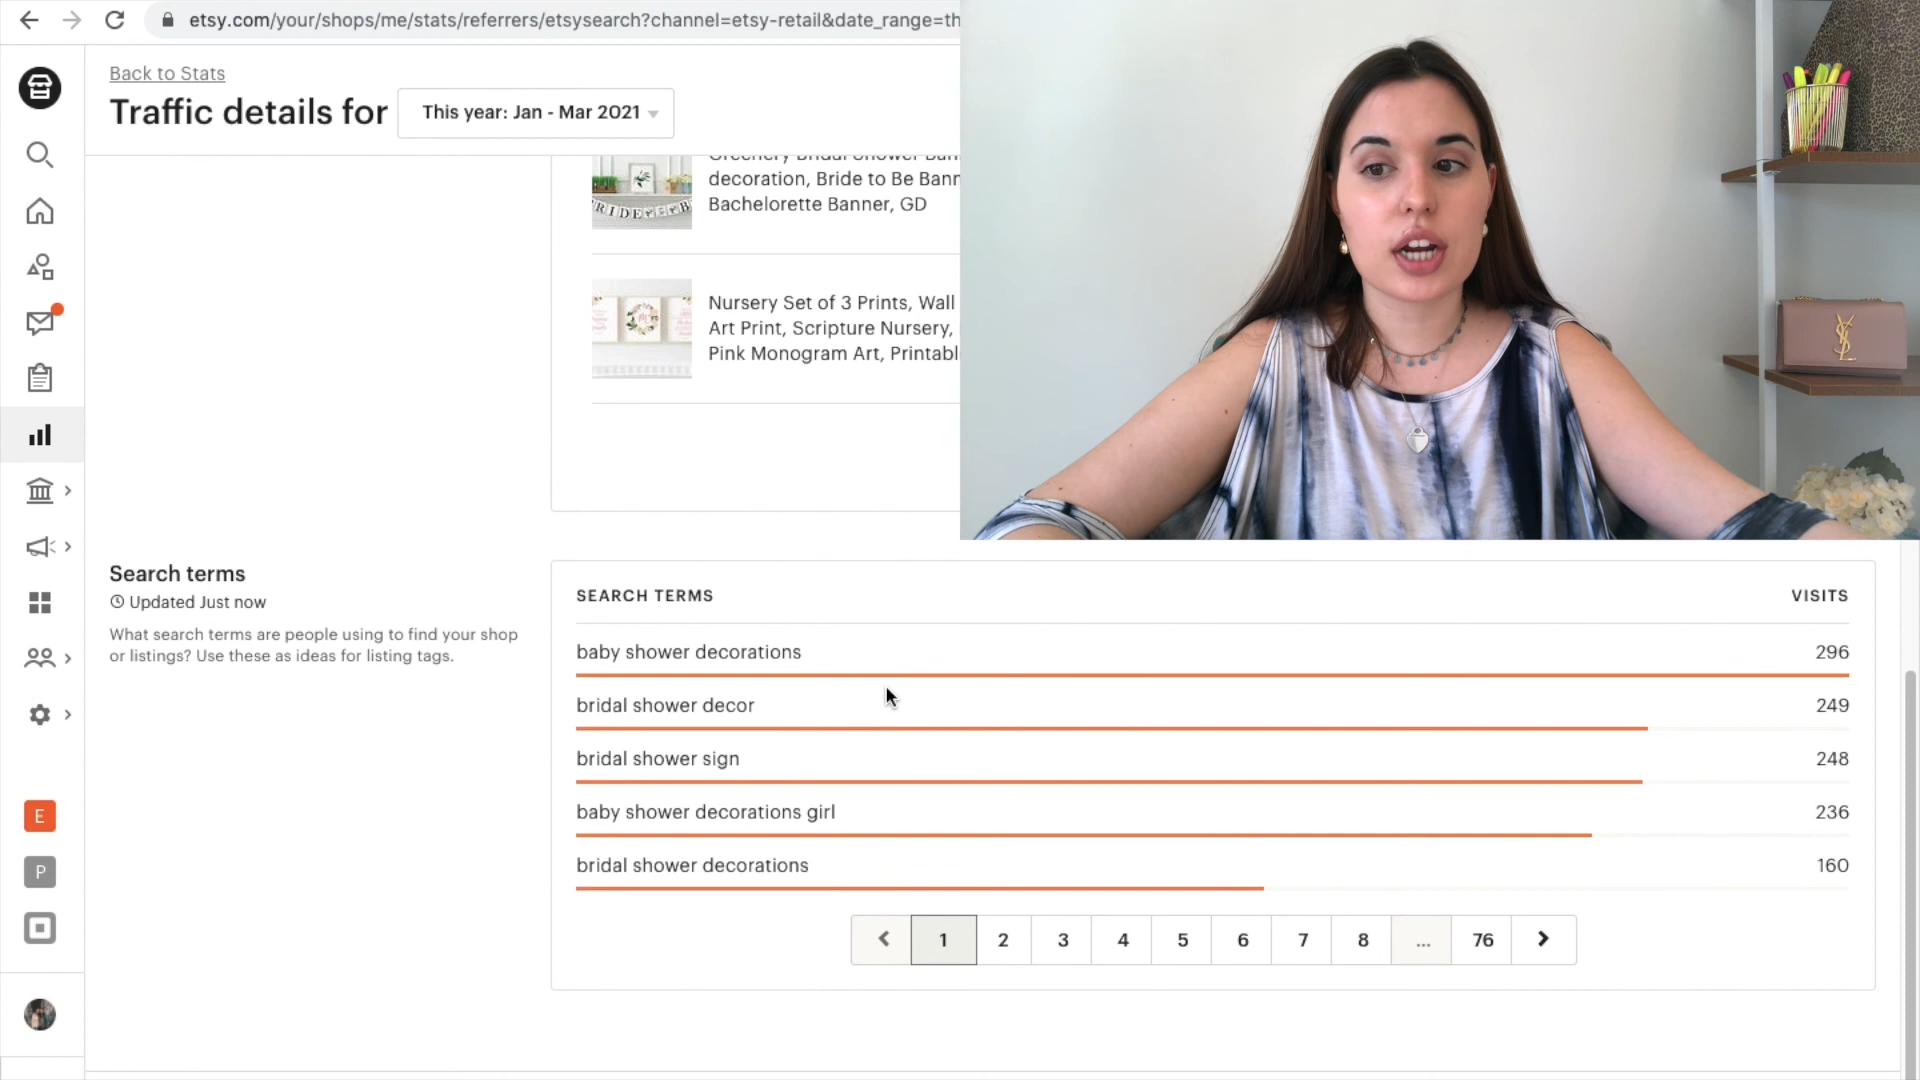 etsy.com/your/shops/me/stats/referrers/etsysearch?channel=etsy-retail&date_range=th
Back to Stats
Traffic details for
This year: Jan - Mar 2021
Greenery Bridal Shower Ban
decoration, Bride to Be Bann
Bachelorette Banner, GD
Nursery Set of 3 Prints, Wall
Art Print, Scripture Nursery,
Pink Monogram Art, Printabl
Search terms
Updated Just now
What search terms are people using to find your shop
or listings? Use these as ideas for listing tags.
SEARCH TERMS VISITS
baby shower decorations 296
bridal shower decor 249
bridal shower sign 248
baby shower decorations girl 236
bridal shower decorations 160
1 2 3 4 5 6 7 8 ... 76
E
P